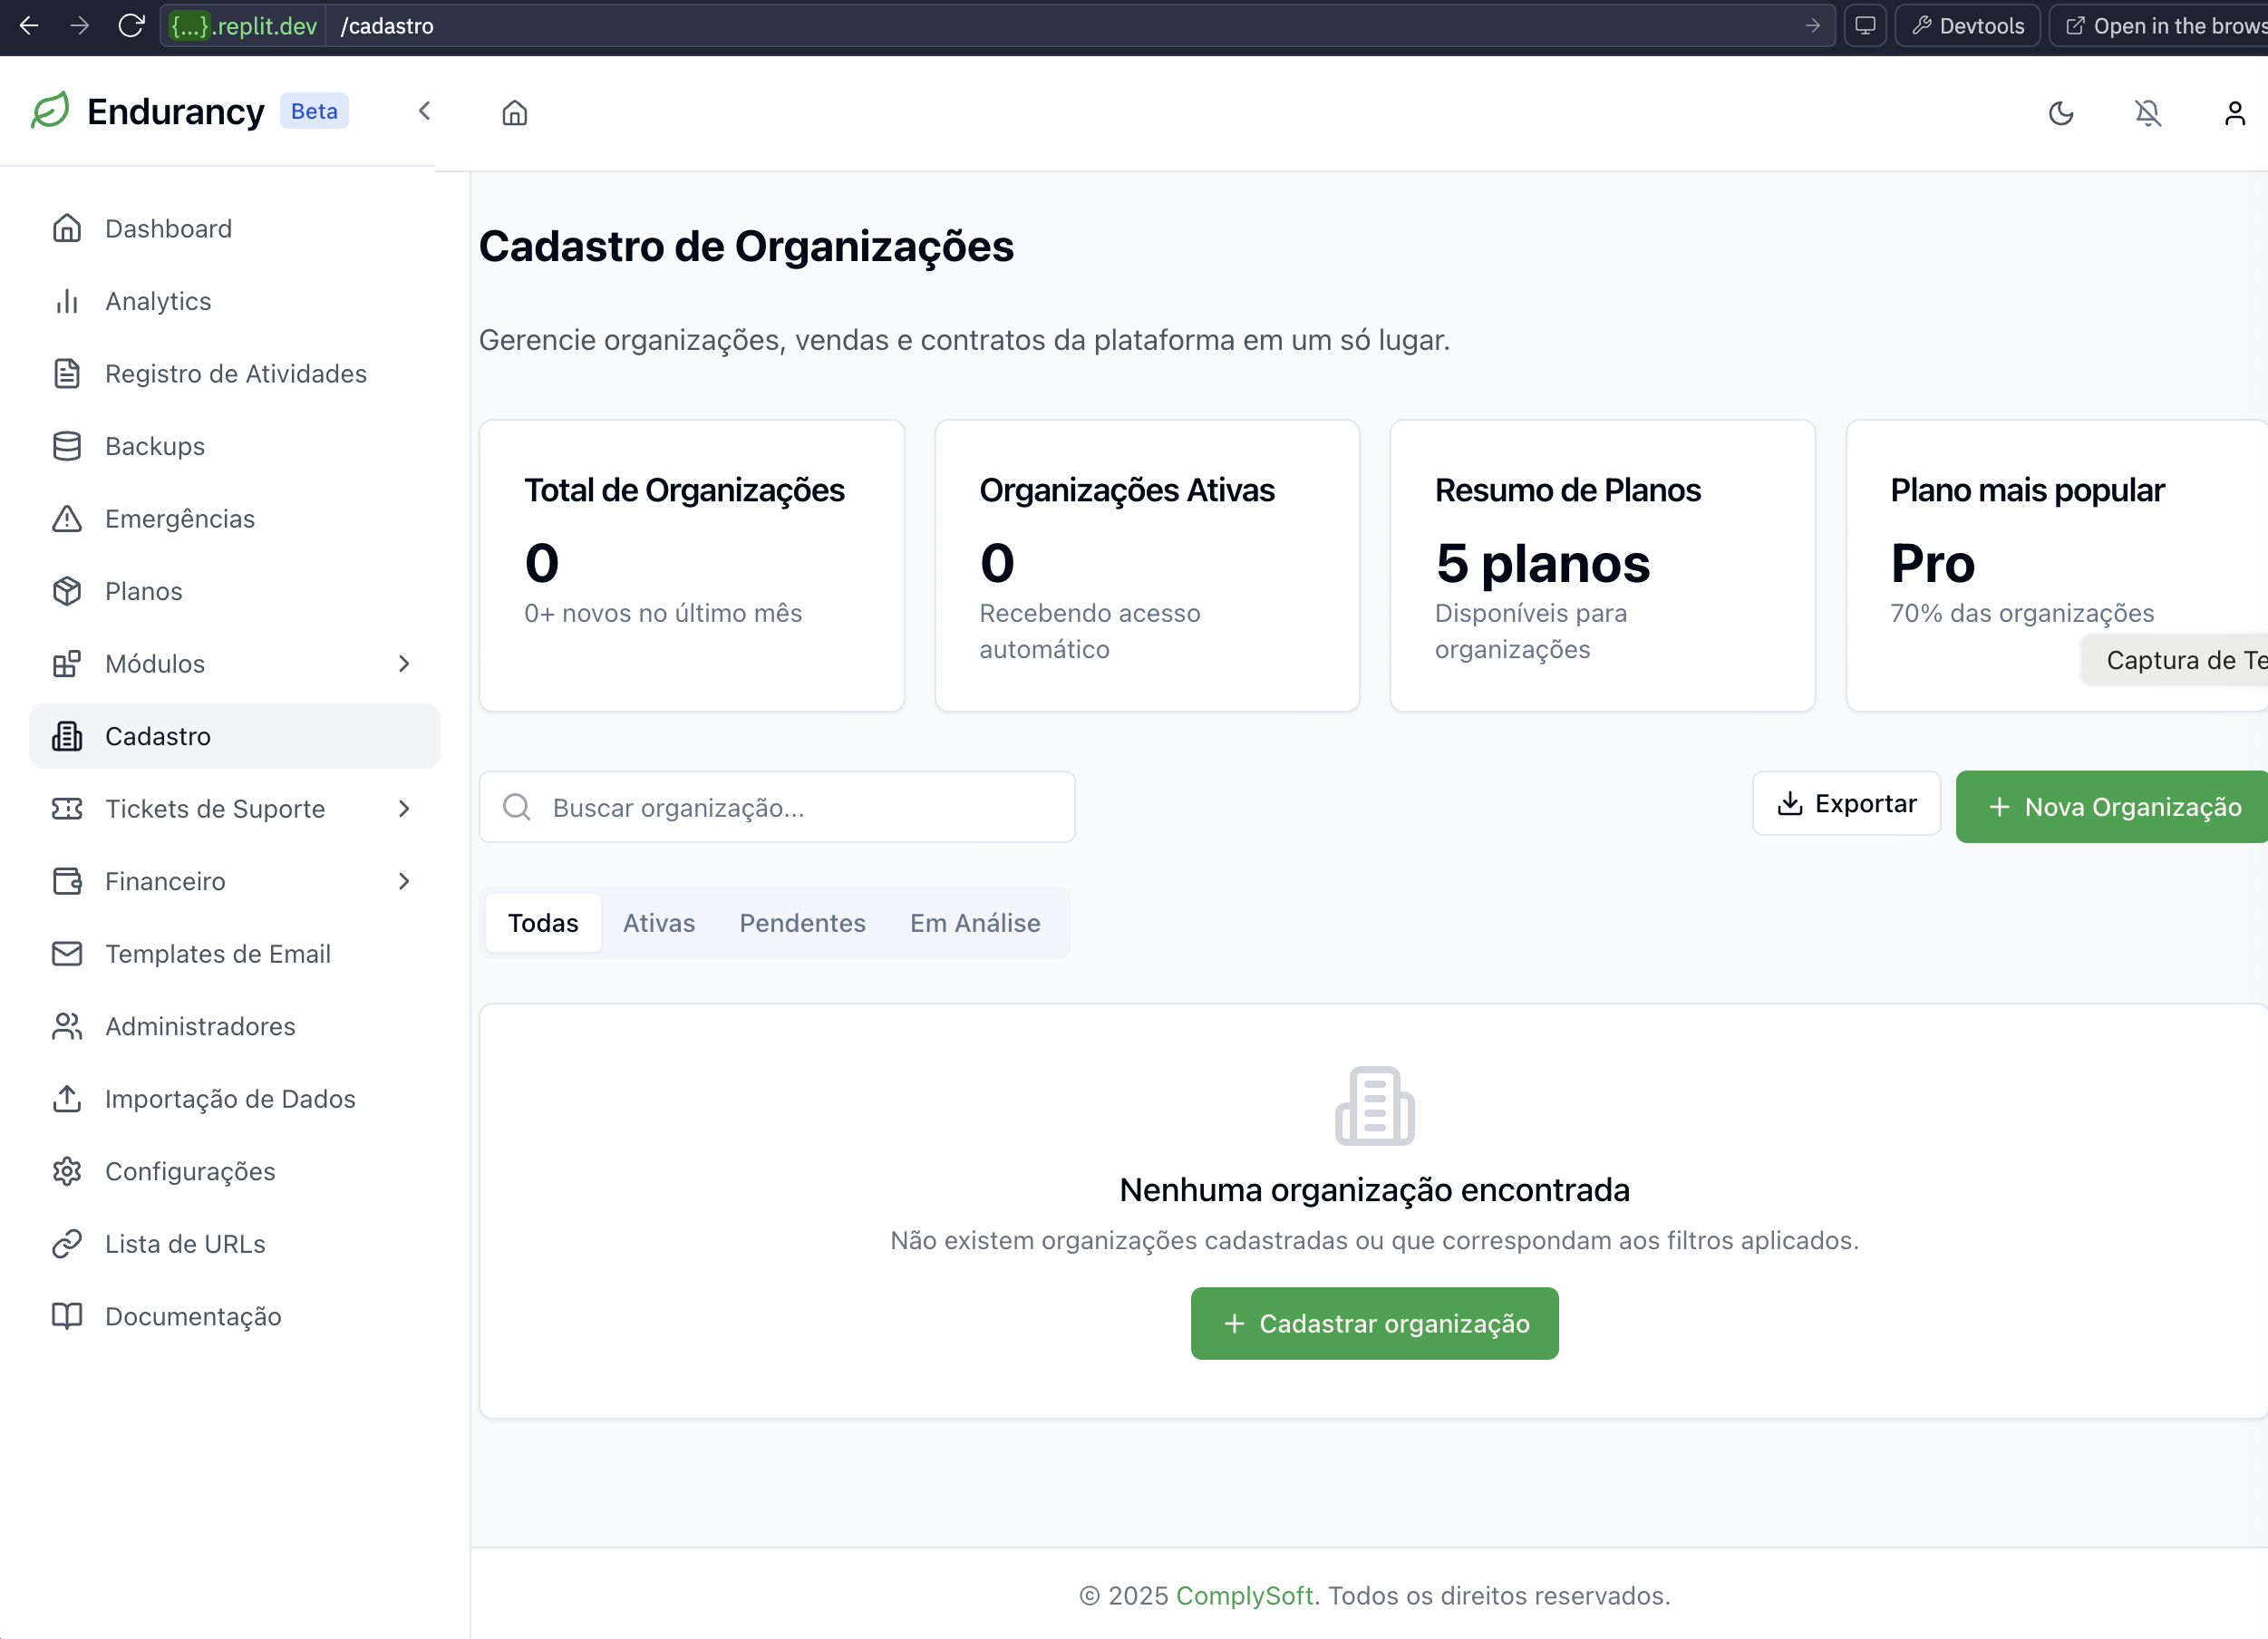 {...}.replit.dev /cadastro
Devtools
Open in the brows
Endurancy Beta
Dashboard
Analytics
Registro de Atividades
Backups
Emergências
Planos
Módulos
Cadastro
Tickets de Suporte
Financeiro
Templates de Email
Administradores
Importação de Dados
Configurações
Lista de URLs
Documentação
Cadastro de Organizações
Gerencie organizações, vendas e contratos da plataforma em um só lugar.
Total de Organizações
0
0+ novos no último mês
Organizações Ativas
0
Recebendo acesso
automático
Resumo de Planos
5 planos
Disponíveis para
organizações
Plano mais popular
Pro
70% das organizações
Captura de Te
Buscar organização...
Exportar
+ Nova Organização
Todas Ativas Pendentes Em Análise
Nenhuma organização encontrada
Não existem organizações cadastradas ou que correspondam aos filtros aplicados.
+ Cadastrar organização
© 2025 ComplySoft. Todos os direitos reservados.